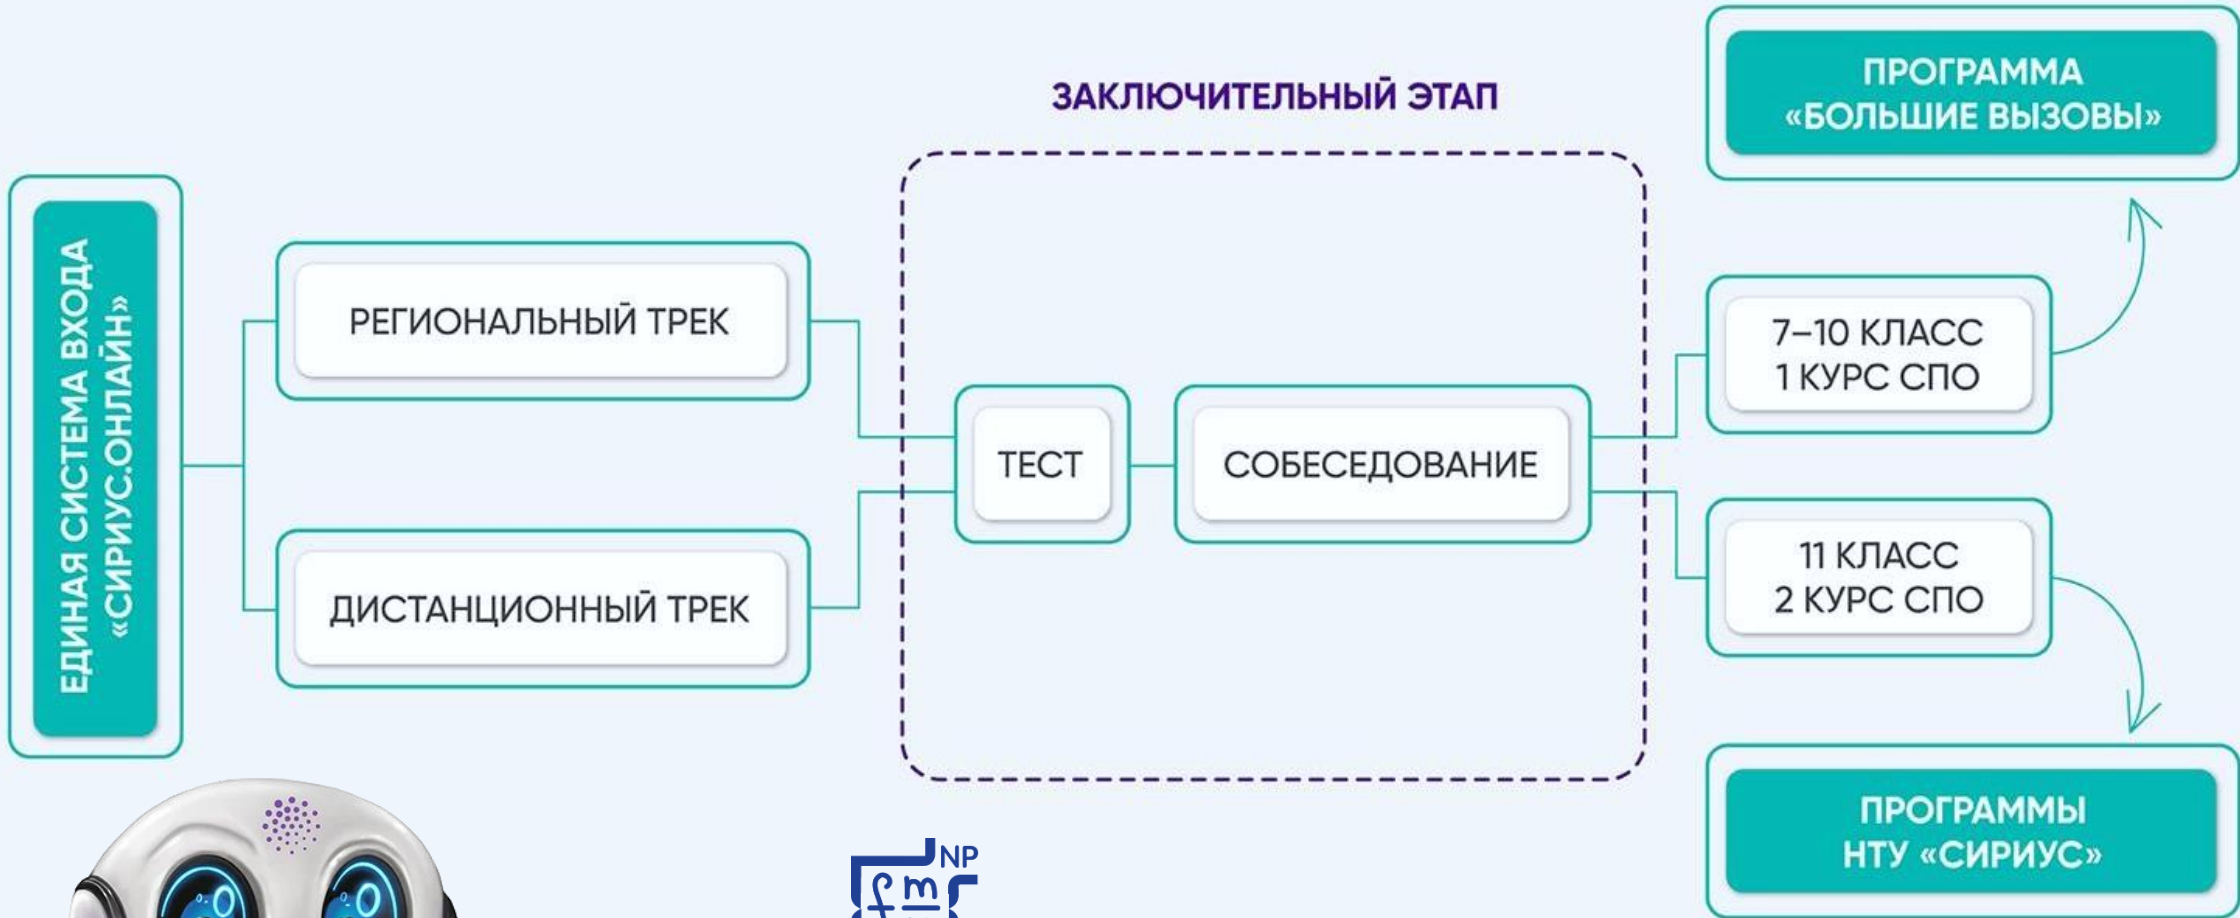 ЕДИНАЯ СИСТЕМА ВХОДА
«СИРИУС.ОНЛАЙН»
РЕГИОНАЛЬНЫЙ ТРЕК
ДИСТАНЦИОННЫЙ ТРЕК
ЗАКЛЮЧИТЕЛЬНЫЙ ЭТАП
ТЕСТ
СОБЕСЕДОВАНИЕ
ПРОГРАММА
«БОЛЬШИЕ ВЫЗОВЫ»
7–10 КЛАСС
1 КУРС СПО
11 КЛАСС
2 КУРС СПО
ПРОГРАММЫ
НТУ «СИРИУС»
NP